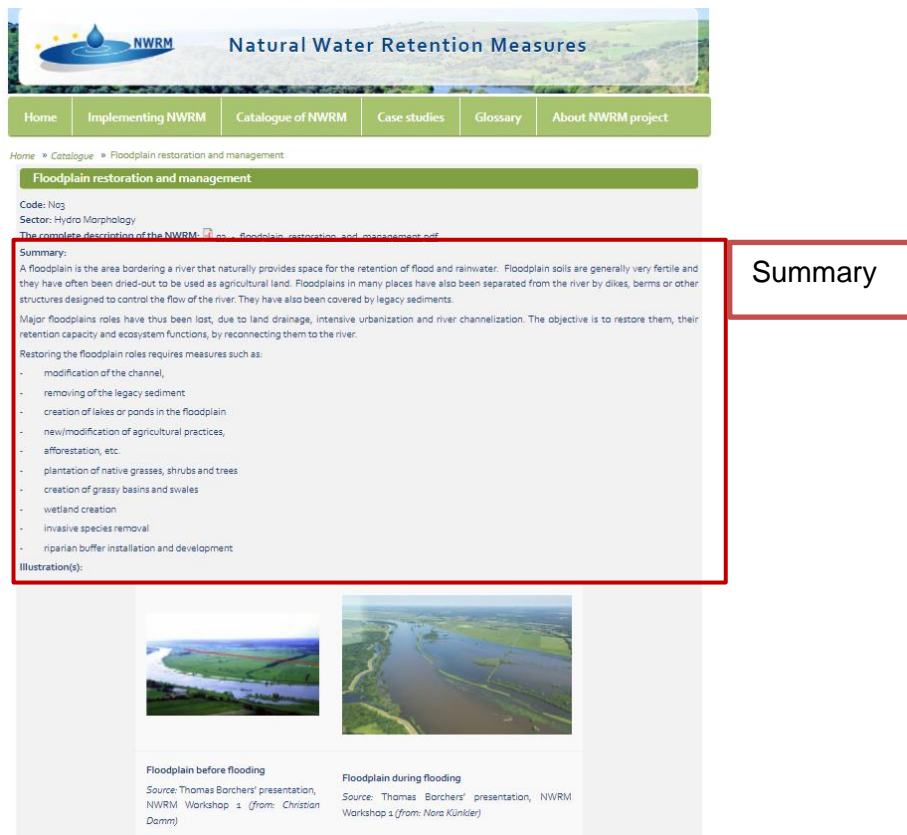 NWRM
Natural Water Retention Measures
Home Implementing NWRM Catalogue of NWRM Case studies Glossary About NWRM project
Home » Catalogue » Floodplain restoration and management
Floodplain restoration and management
Code: N03
Sector: Hydro Morphology
The complete description of the NWRM: n3_-_floodplain_restoration_and_management.pdf
Summary:
A floodplain is the area bordering a river that naturally provides space for the retention of flood and rainwater. Floodplain soils are generally very fertile and
they have often been dried-out to be used as agricultural land. Floodplains in many places have also been separated from the river by dikes, berms or other
structures designed to control the flow of the river. They have also been covered by legacy sediments.
Summary
Major floodplains roles have thus been lost, due to land drainage, intensive urbanization and river channelization. The objective is to restore them, their
retention capacity and ecosystem functions, by reconnecting them to the river.
Restoring the floodplain roles requires measures such as:
- modification of the channel,
- removing of the legacy sediment
- creation of lakes or ponds in the floodplain
- new/modification of agricultural practices,
- afforestation, etc.
- plantation of native grasses, shrubs and trees
- creation of grassy basins and swales
- wetland creation
- invasive species removal
- riparian buffer installation and development
Illustration(s):
Floodplain before flooding
Source: Thomas Borchers' presentation,
NWRM Workshop 1 (from: Christian
Damm)
Floodplain during flooding
Source: Thomas Borchers' presentation, NWRM
Workshop 1 (from: Nora Künkler)